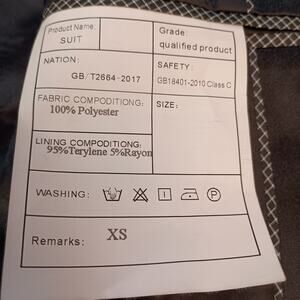 Product Name:
SUIT
Grade:
qualified product
NATION:
GB/T2664-2017
SAFETY:
GB18401-2010 Class C
FABRIC COMPODITIONG:
100% Polyester
SIZE:
LINING COMPODITIONG:
95%Terylene 5%Rayon
WASHING:
P
Remarks:
XS